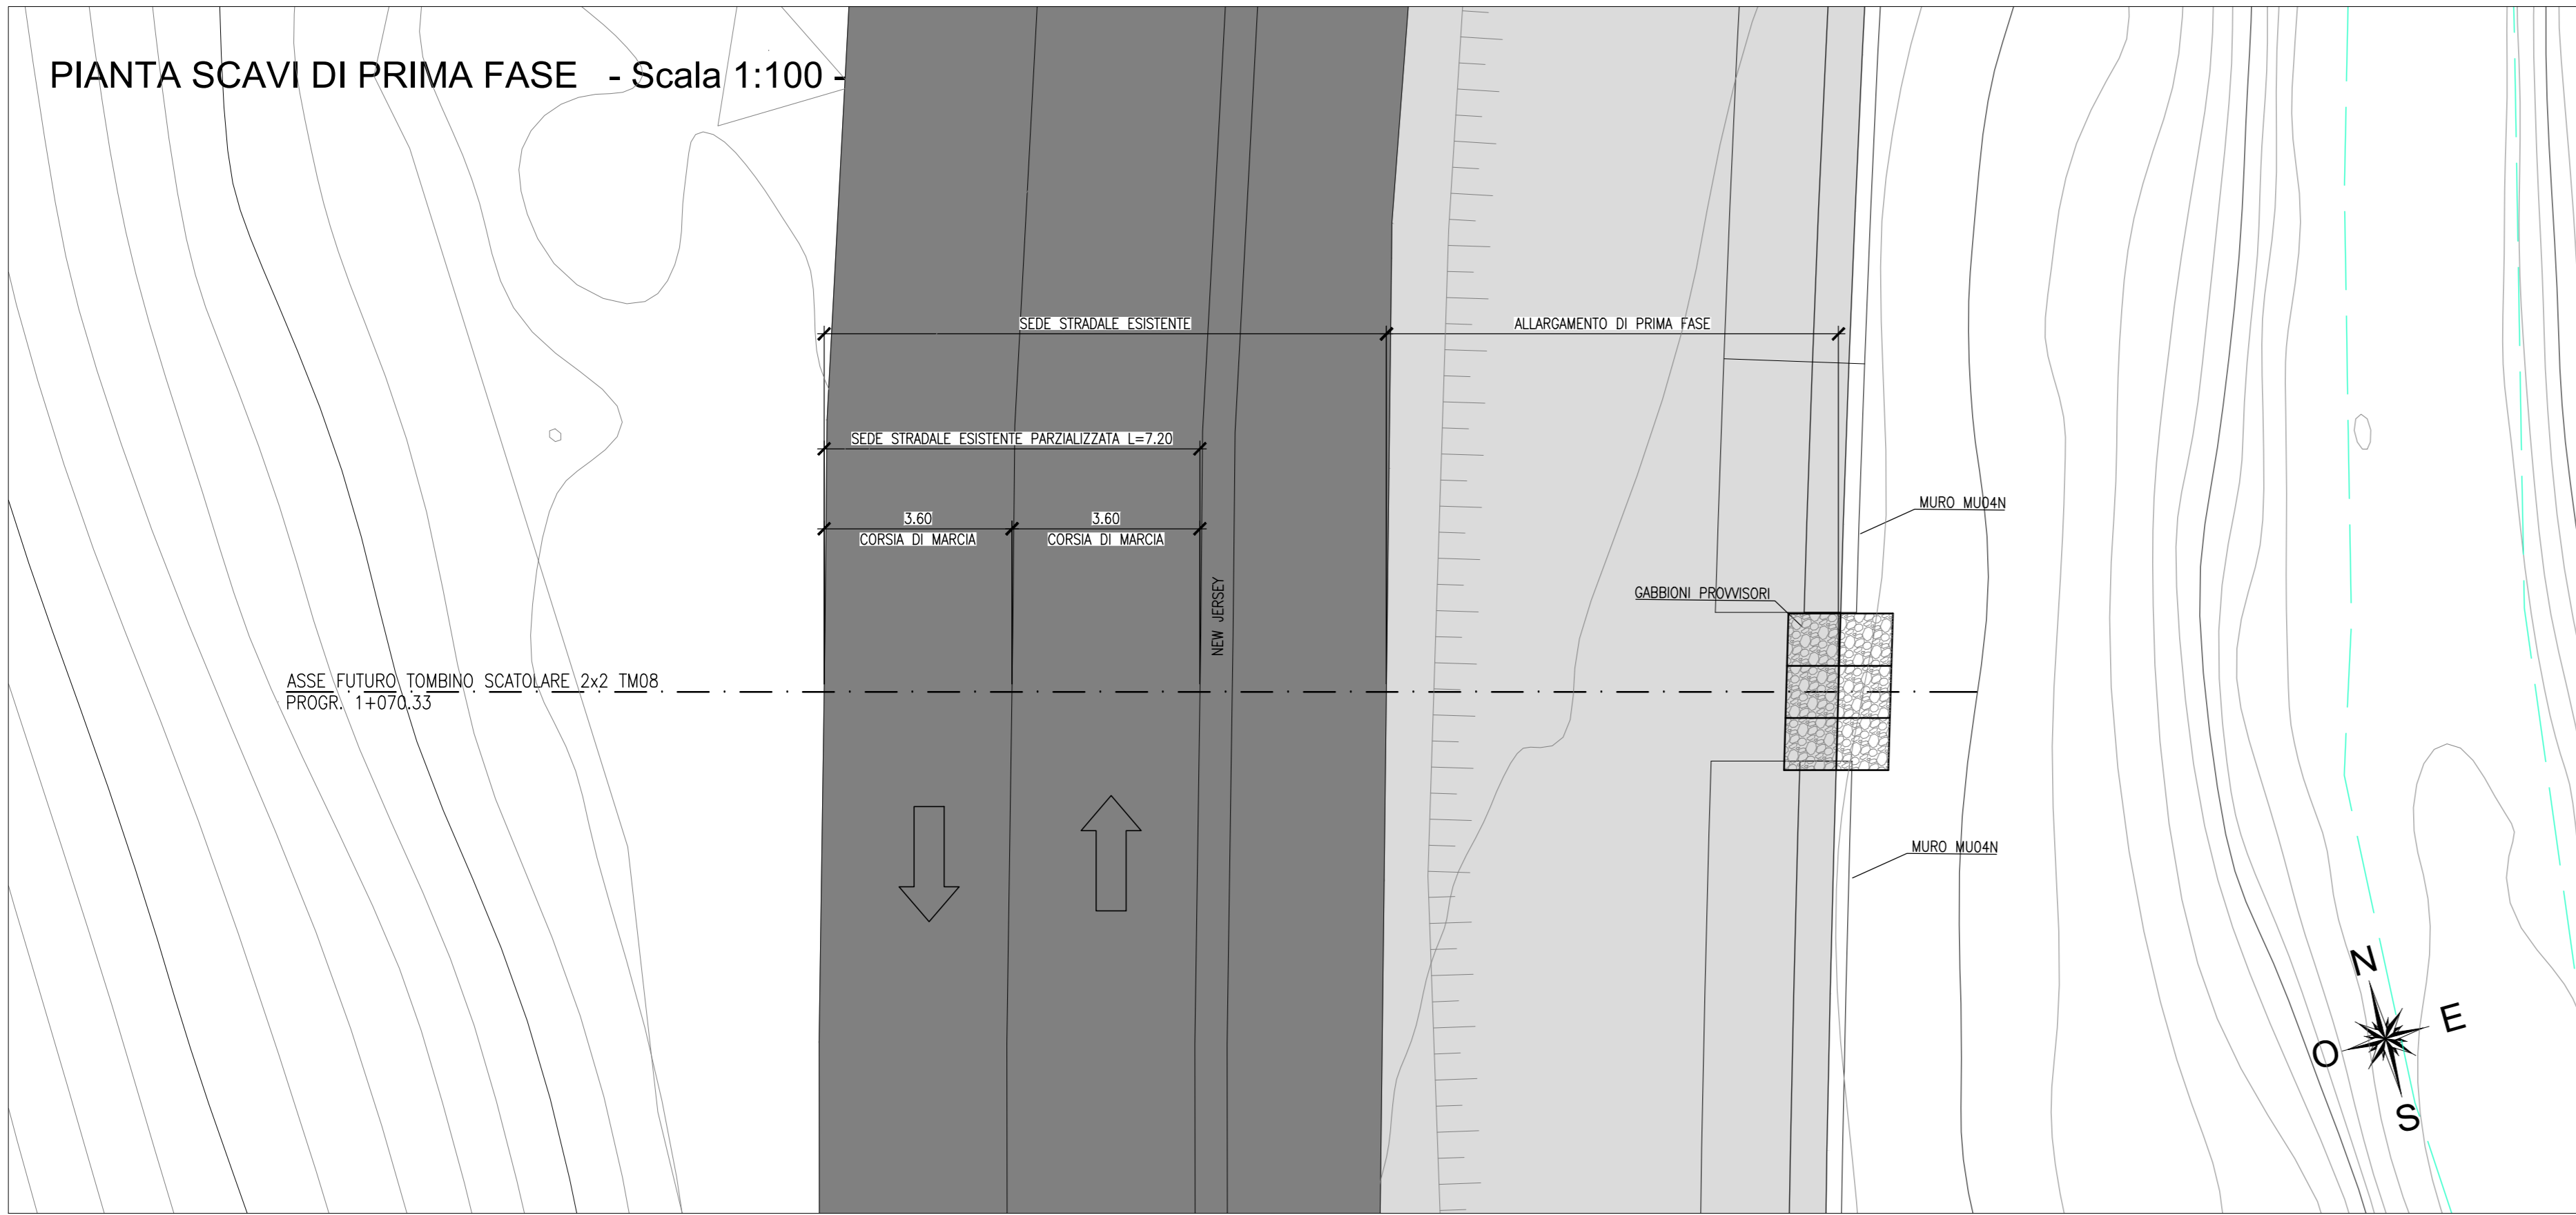 PIANTA SCAVI DI PRIMA FASE - Scala 1:100 -
SEDE STRADALE ESISTENTE
ALLARGAMENTO DI PRIMA FASE
SEDE STRADALE ESISTENTE PARZIALIZZATA L=7.20
3.60
CORSIA DI MARCIA
3.60
CORSIA DI MARCIA
NEW JERSEY
MURO MU04N
GABBIONI PROVVISORI
ASSE FUTURO TOMBINO SCATOLARE 2x2 TM08
PROGR. 1+070.33
MURO MU04N
N
E
O
S